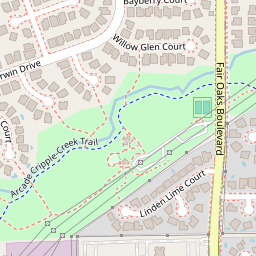 Bayberry Court
Willow Glen Court
rwin Drive
Fair Oaks Boulevard
Court
Arcade Cripple Creek Trail
Linden Lime Court